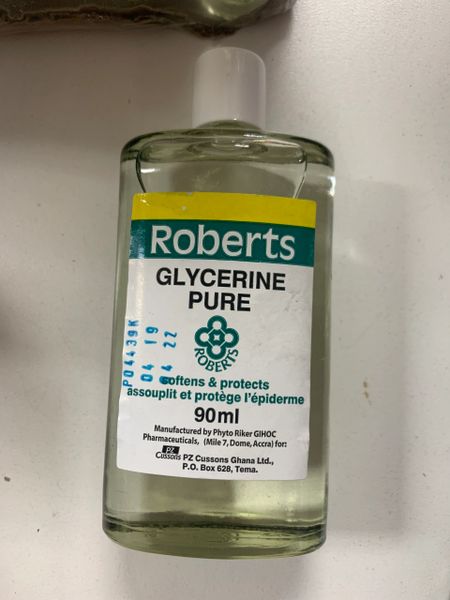 Roberts
GLYCERINE
PURE
ROBERTS
P04439K
04 19
04 22
softens & protects
assouplit et protège l'épiderme
90ml
Manufactured by Phyto Riker GIHOC
Pharmaceuticals, (Mile 7, Dome, Accra) for:
PZ
Cussons PZ Cussons Ghana Ltd.,
P.O. Box 628, Tema.